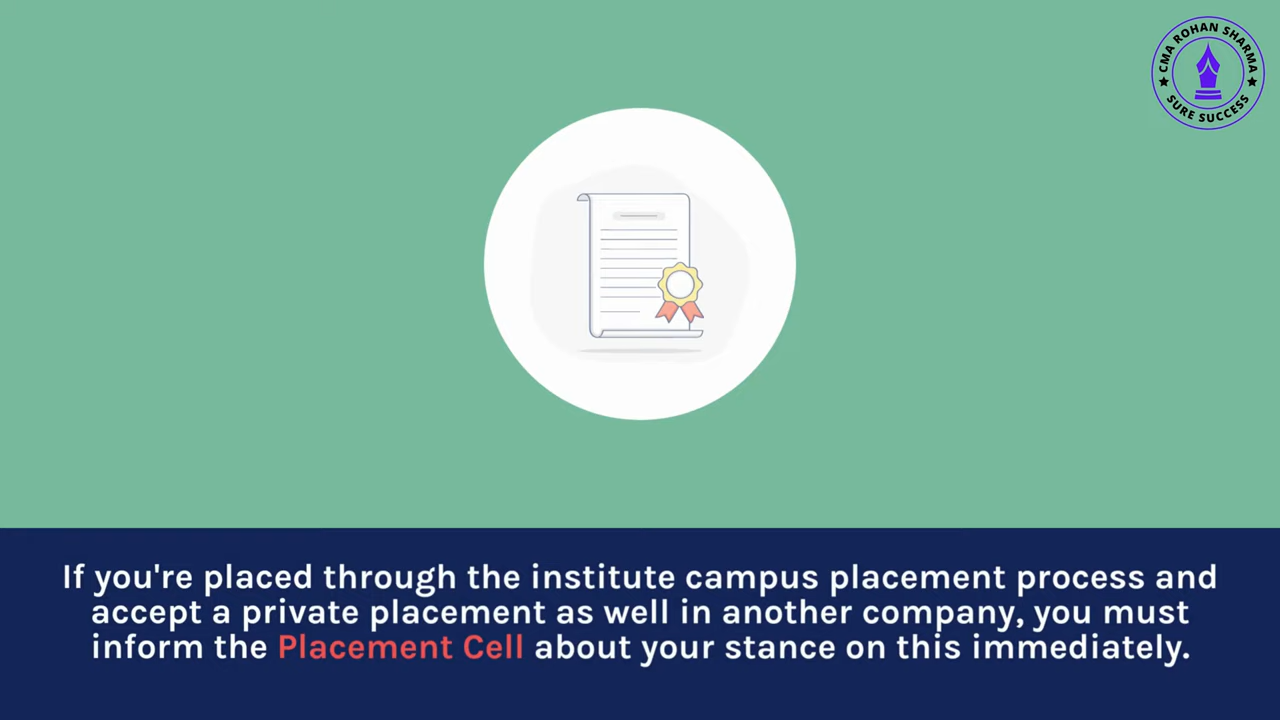 CMA ROHAN SHARMA
SURE SUCCESS
If you're placed through the institute campus placement process and
accept a private placement as well in another company, you must
inform the Placement Cell about your stance on this immediately.